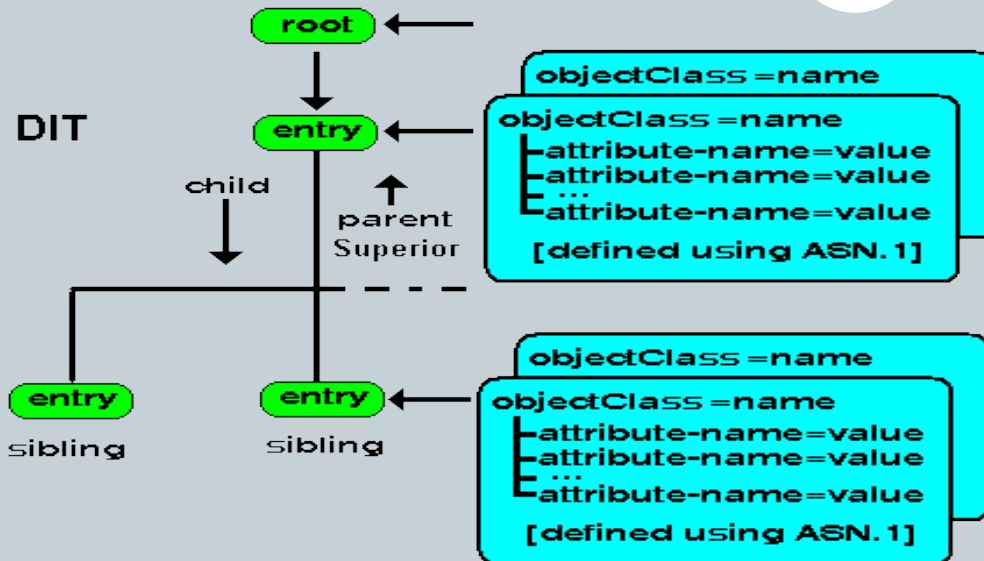 root
objectClass=name
objectClass=name
DIT
entry
attribute-name=value
attribute-name=value
...
attribute-name=value
child
parent
Superior
[defined using ASN.1]
objectClass=name
entry
entry
objectClass=name
sibling
sibling
attribute-name=value
attribute-name=value
...
attribute-name=value
[defined using ASN.1]